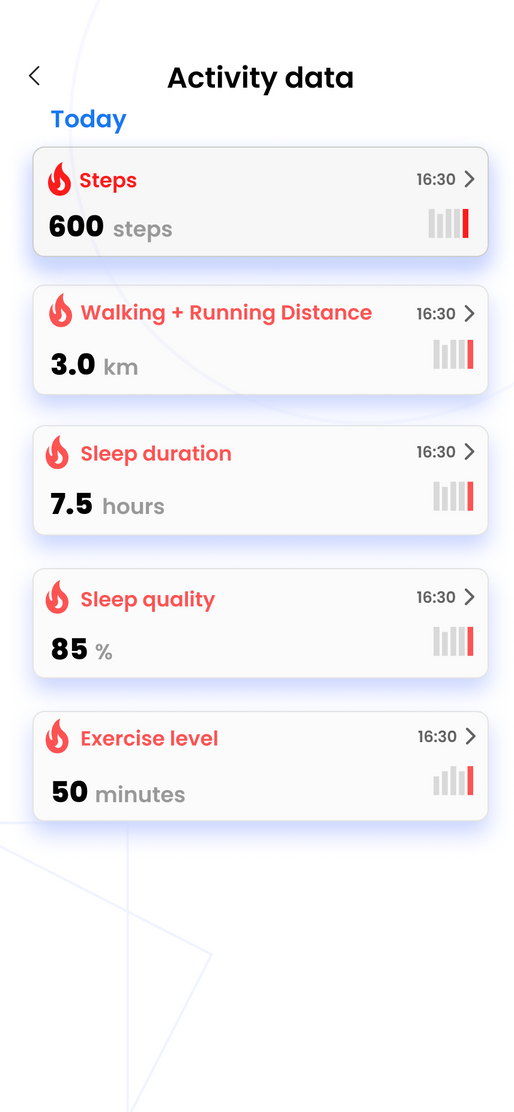 Activity data
Today
Steps 16:30
600 steps
Walking + Running Distance 16:30
3.0 km
Sleep duration 16:30
7.5 hours
Sleep quality 16:30
85 %
Exercise level 16:30
50 minutes